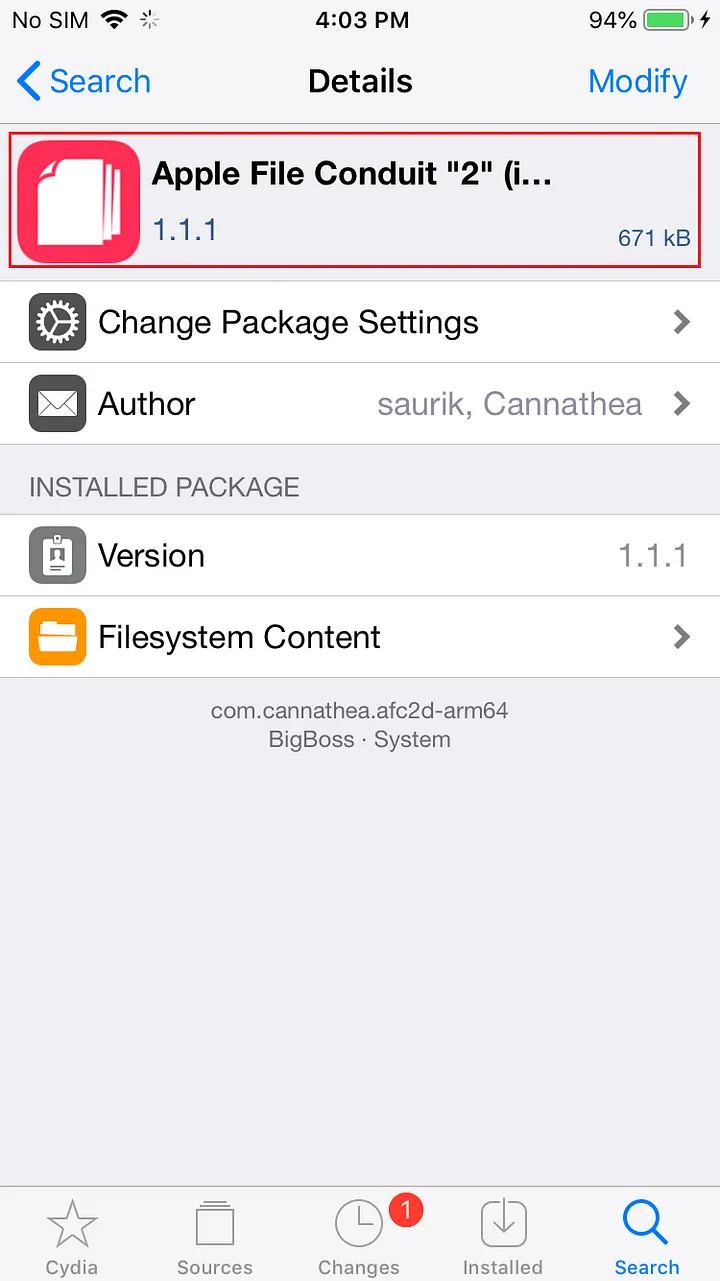 No SIM 4:03 PM 94%
Search Details Modify
Apple File Conduit "2" (i...
1.1.1
671 kB
Change Package Settings
Author saurik, Cannathea
INSTALLED PACKAGE
Version 1.1.1
Filesystem Content
com.cannathea.afc2d-arm64
BigBoss · System
1
Cydia Sources Changes Installed Search